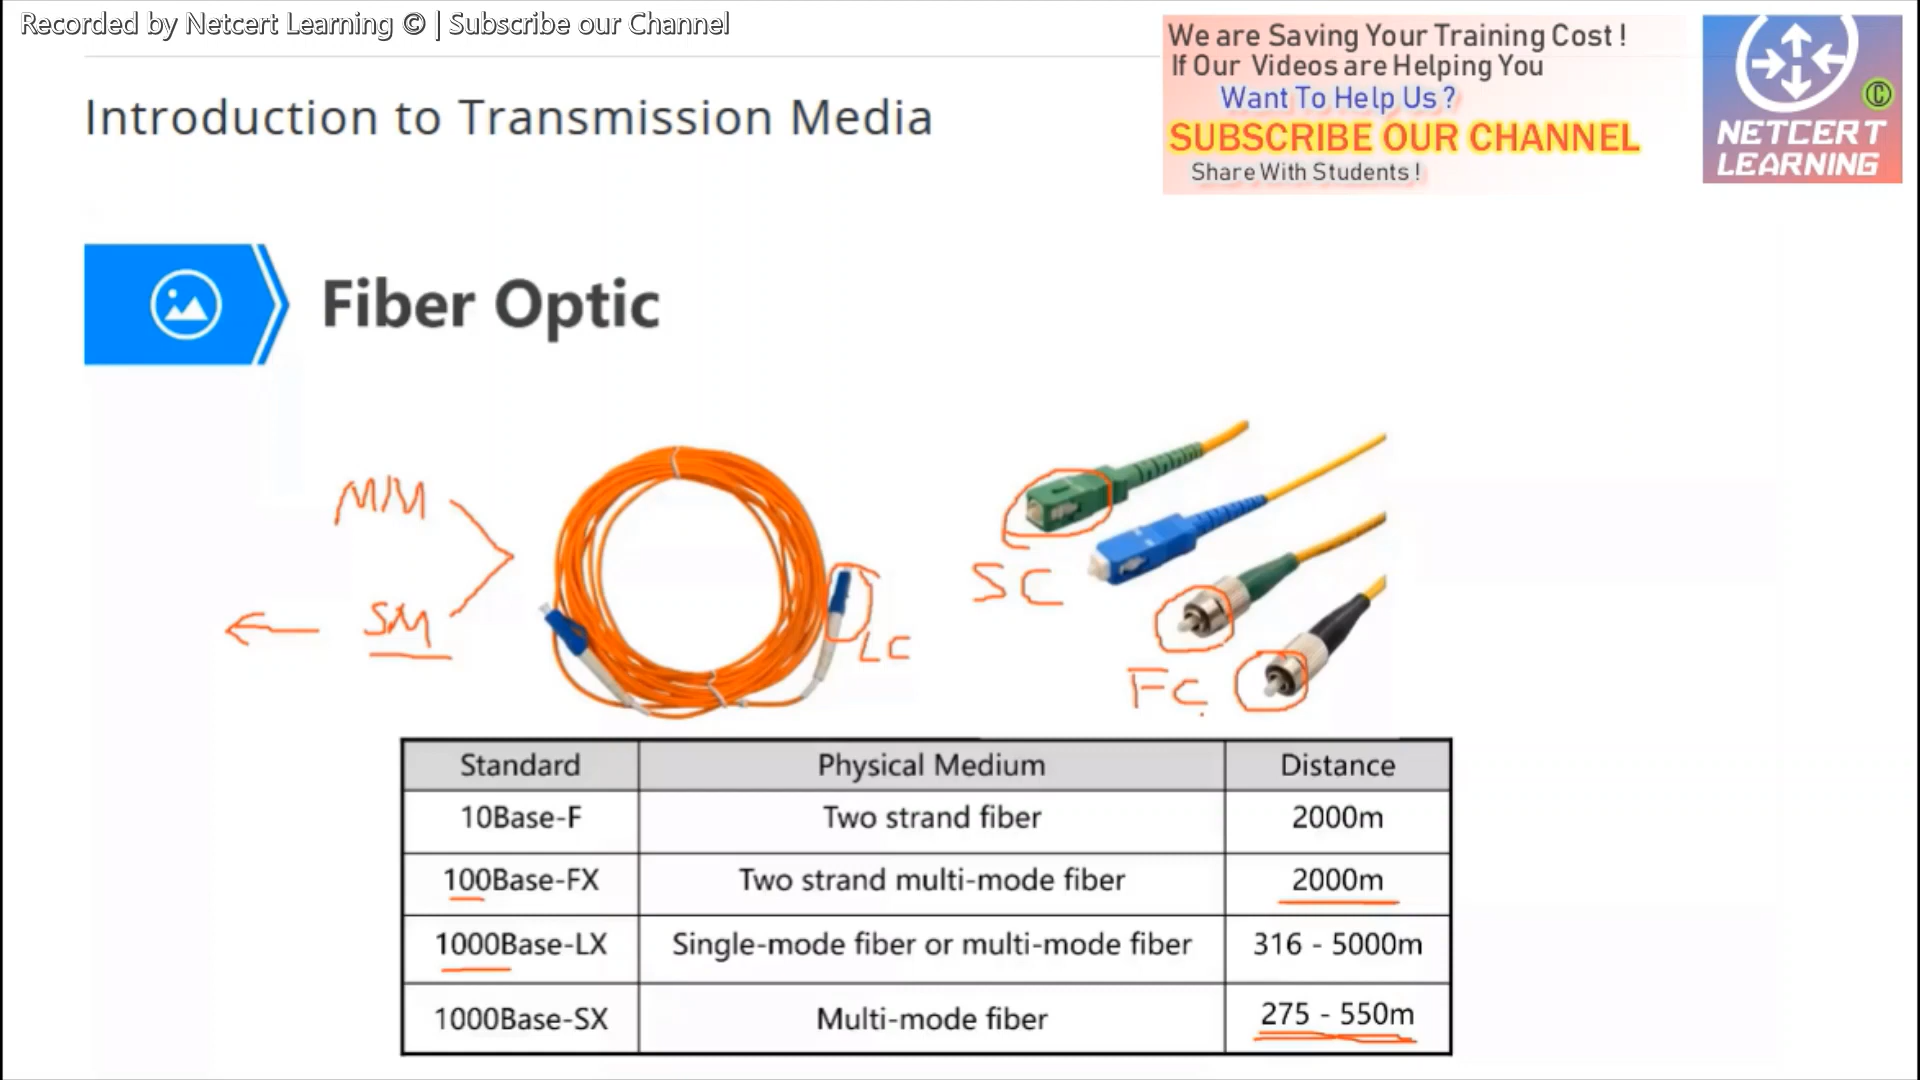 Recorded by Netcert Learning © | Subscribe our Channel
We are Saving Your Training Cost !
If Our Videos are Helping You
Want To Help Us ?
SUBSCRIBE OUR CHANNEL
Share With Students !
©
NETCERT
LEARNING
Introduction to Transmission Media
Fiber Optic
MM
SM
LC
SC
FC
Standard Physical Medium Distance
10Base-F Two strand fiber 2000m
100Base-FX Two strand multi-mode fiber 2000m
1000Base-LX Single-mode fiber or multi-mode fiber 316 - 5000m
1000Base-SX Multi-mode fiber 275 - 550m